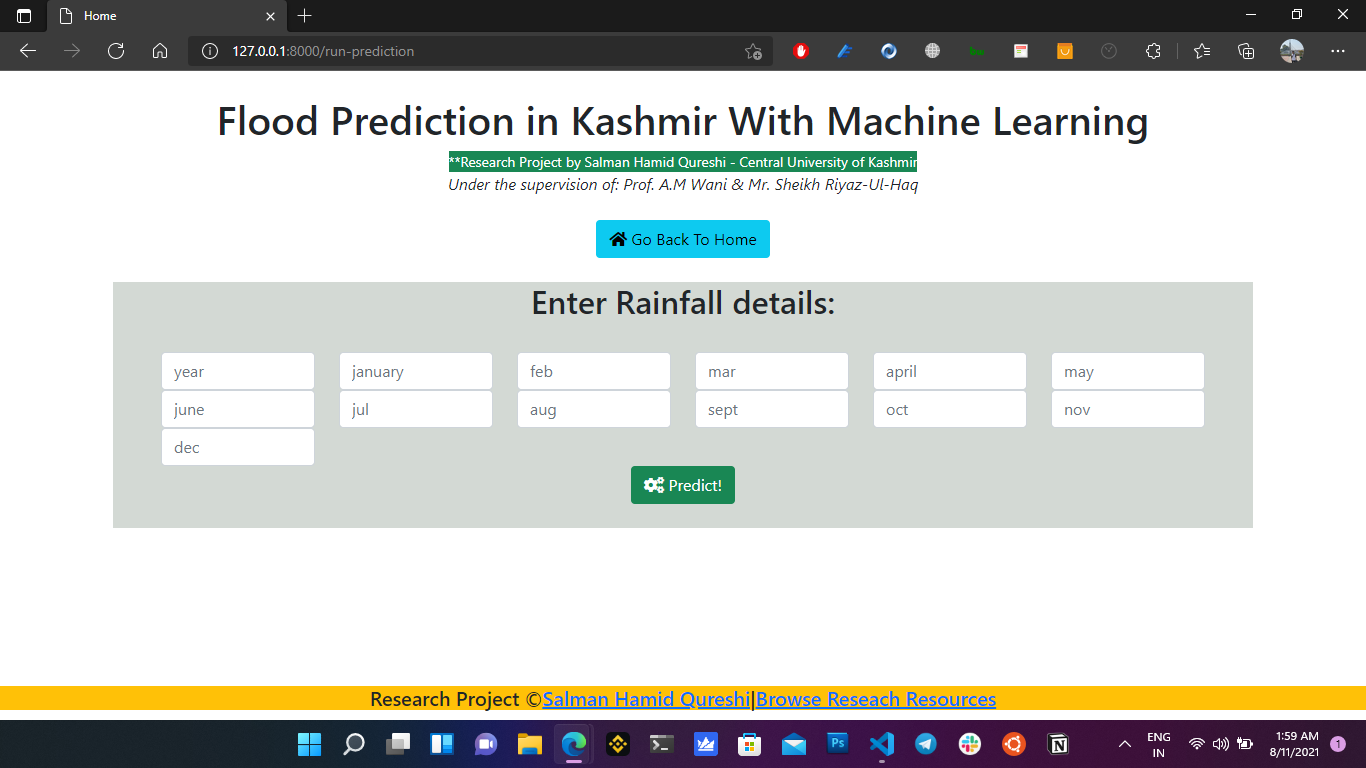 Home
127.0.0.1:8000/run-prediction
Flood Prediction in Kashmir With Machine Learning
**Research Project by Salman Hamid Qureshi - Central University of Kashmir
Under the supervision of: Prof. A.M Wani & Mr. Sheikh Riyaz-Ul-Haq
Go Back To Home
Enter Rainfall details:
year january feb mar april may
june jul aug sept oct nov
dec
Predict!
Research Project ©Salman Hamid Qureshi|Browse Reseach Resources
Ps
ENG
IN
1:59 AM
8/11/2021
1